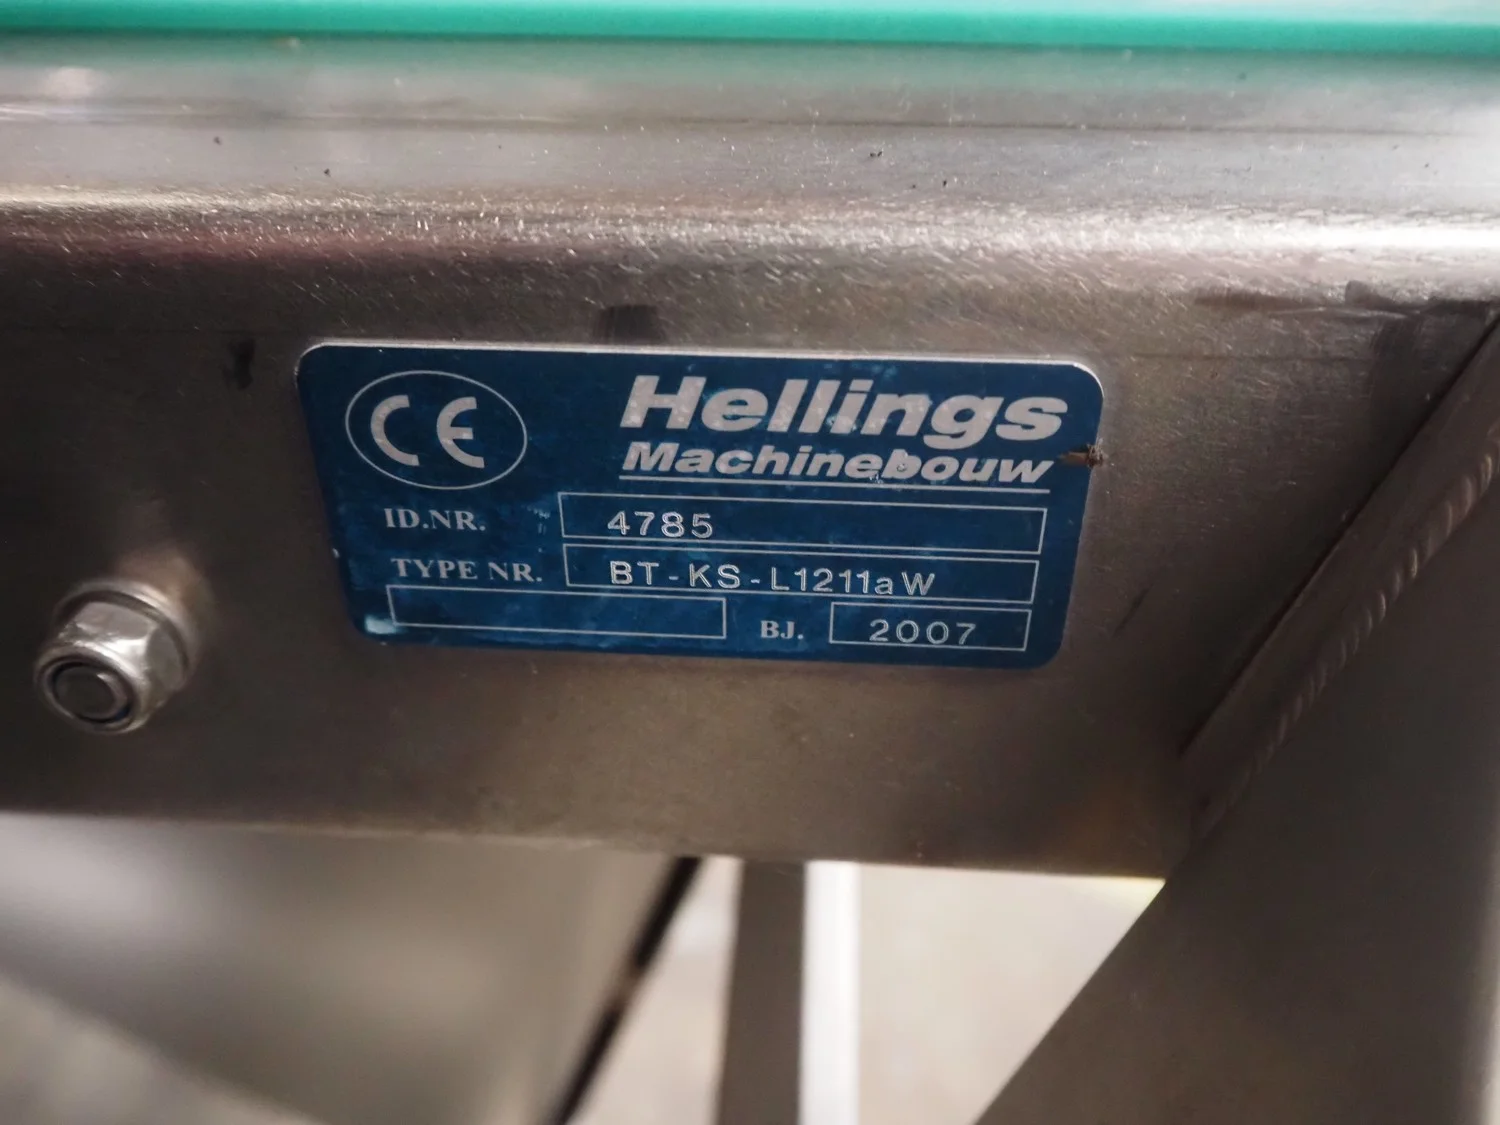 CE
Hellings
Machinebouw
ID.NR. 4785
TYPE NR. BT-KS-L1211aW
BJ. 2007